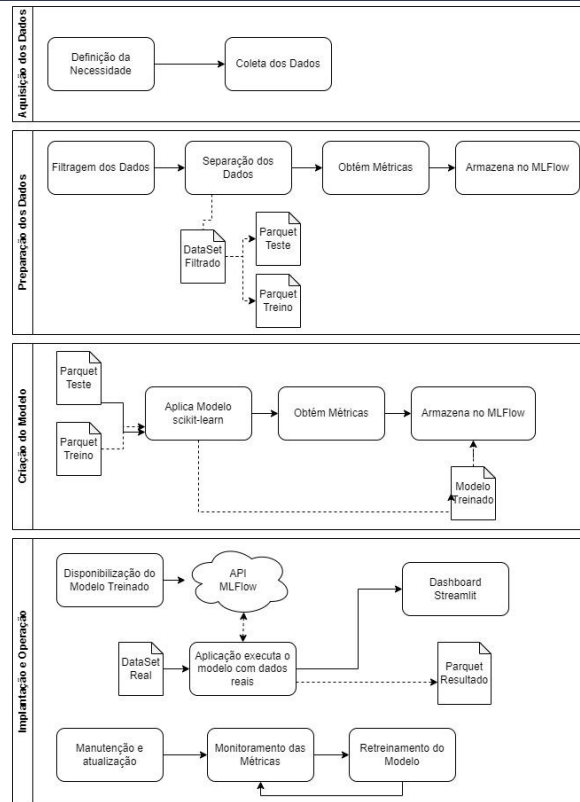 Aquisição dos Dados
Definição da
Necessidade
Coleta dos Dados
Preparação dos Dados
Filtragem dos Dados
Separação dos
Dados
Obtêm Métricas
Armazena no MLFlow
DataSet
Filtrado
Parquet
Teste
Parquet
Treino
Criação do Modelo
Parquet
Teste
Parquet
Treino
Aplica Modelo
scikit-learn
Obtêm Métricas
Armazena no MLFlow
Modelo
Treinado
Implantação e Operação
Disponibilização do
Modelo Treinado
API
MLFlow
Dashboard
Streamlit
DataSet
Real
Aplicação executa o
modelo com dados
reais
Parquet
Resultado
Manutenção e
atualização
Monitoramento das
Métricas
Retreinamento do
Modelo